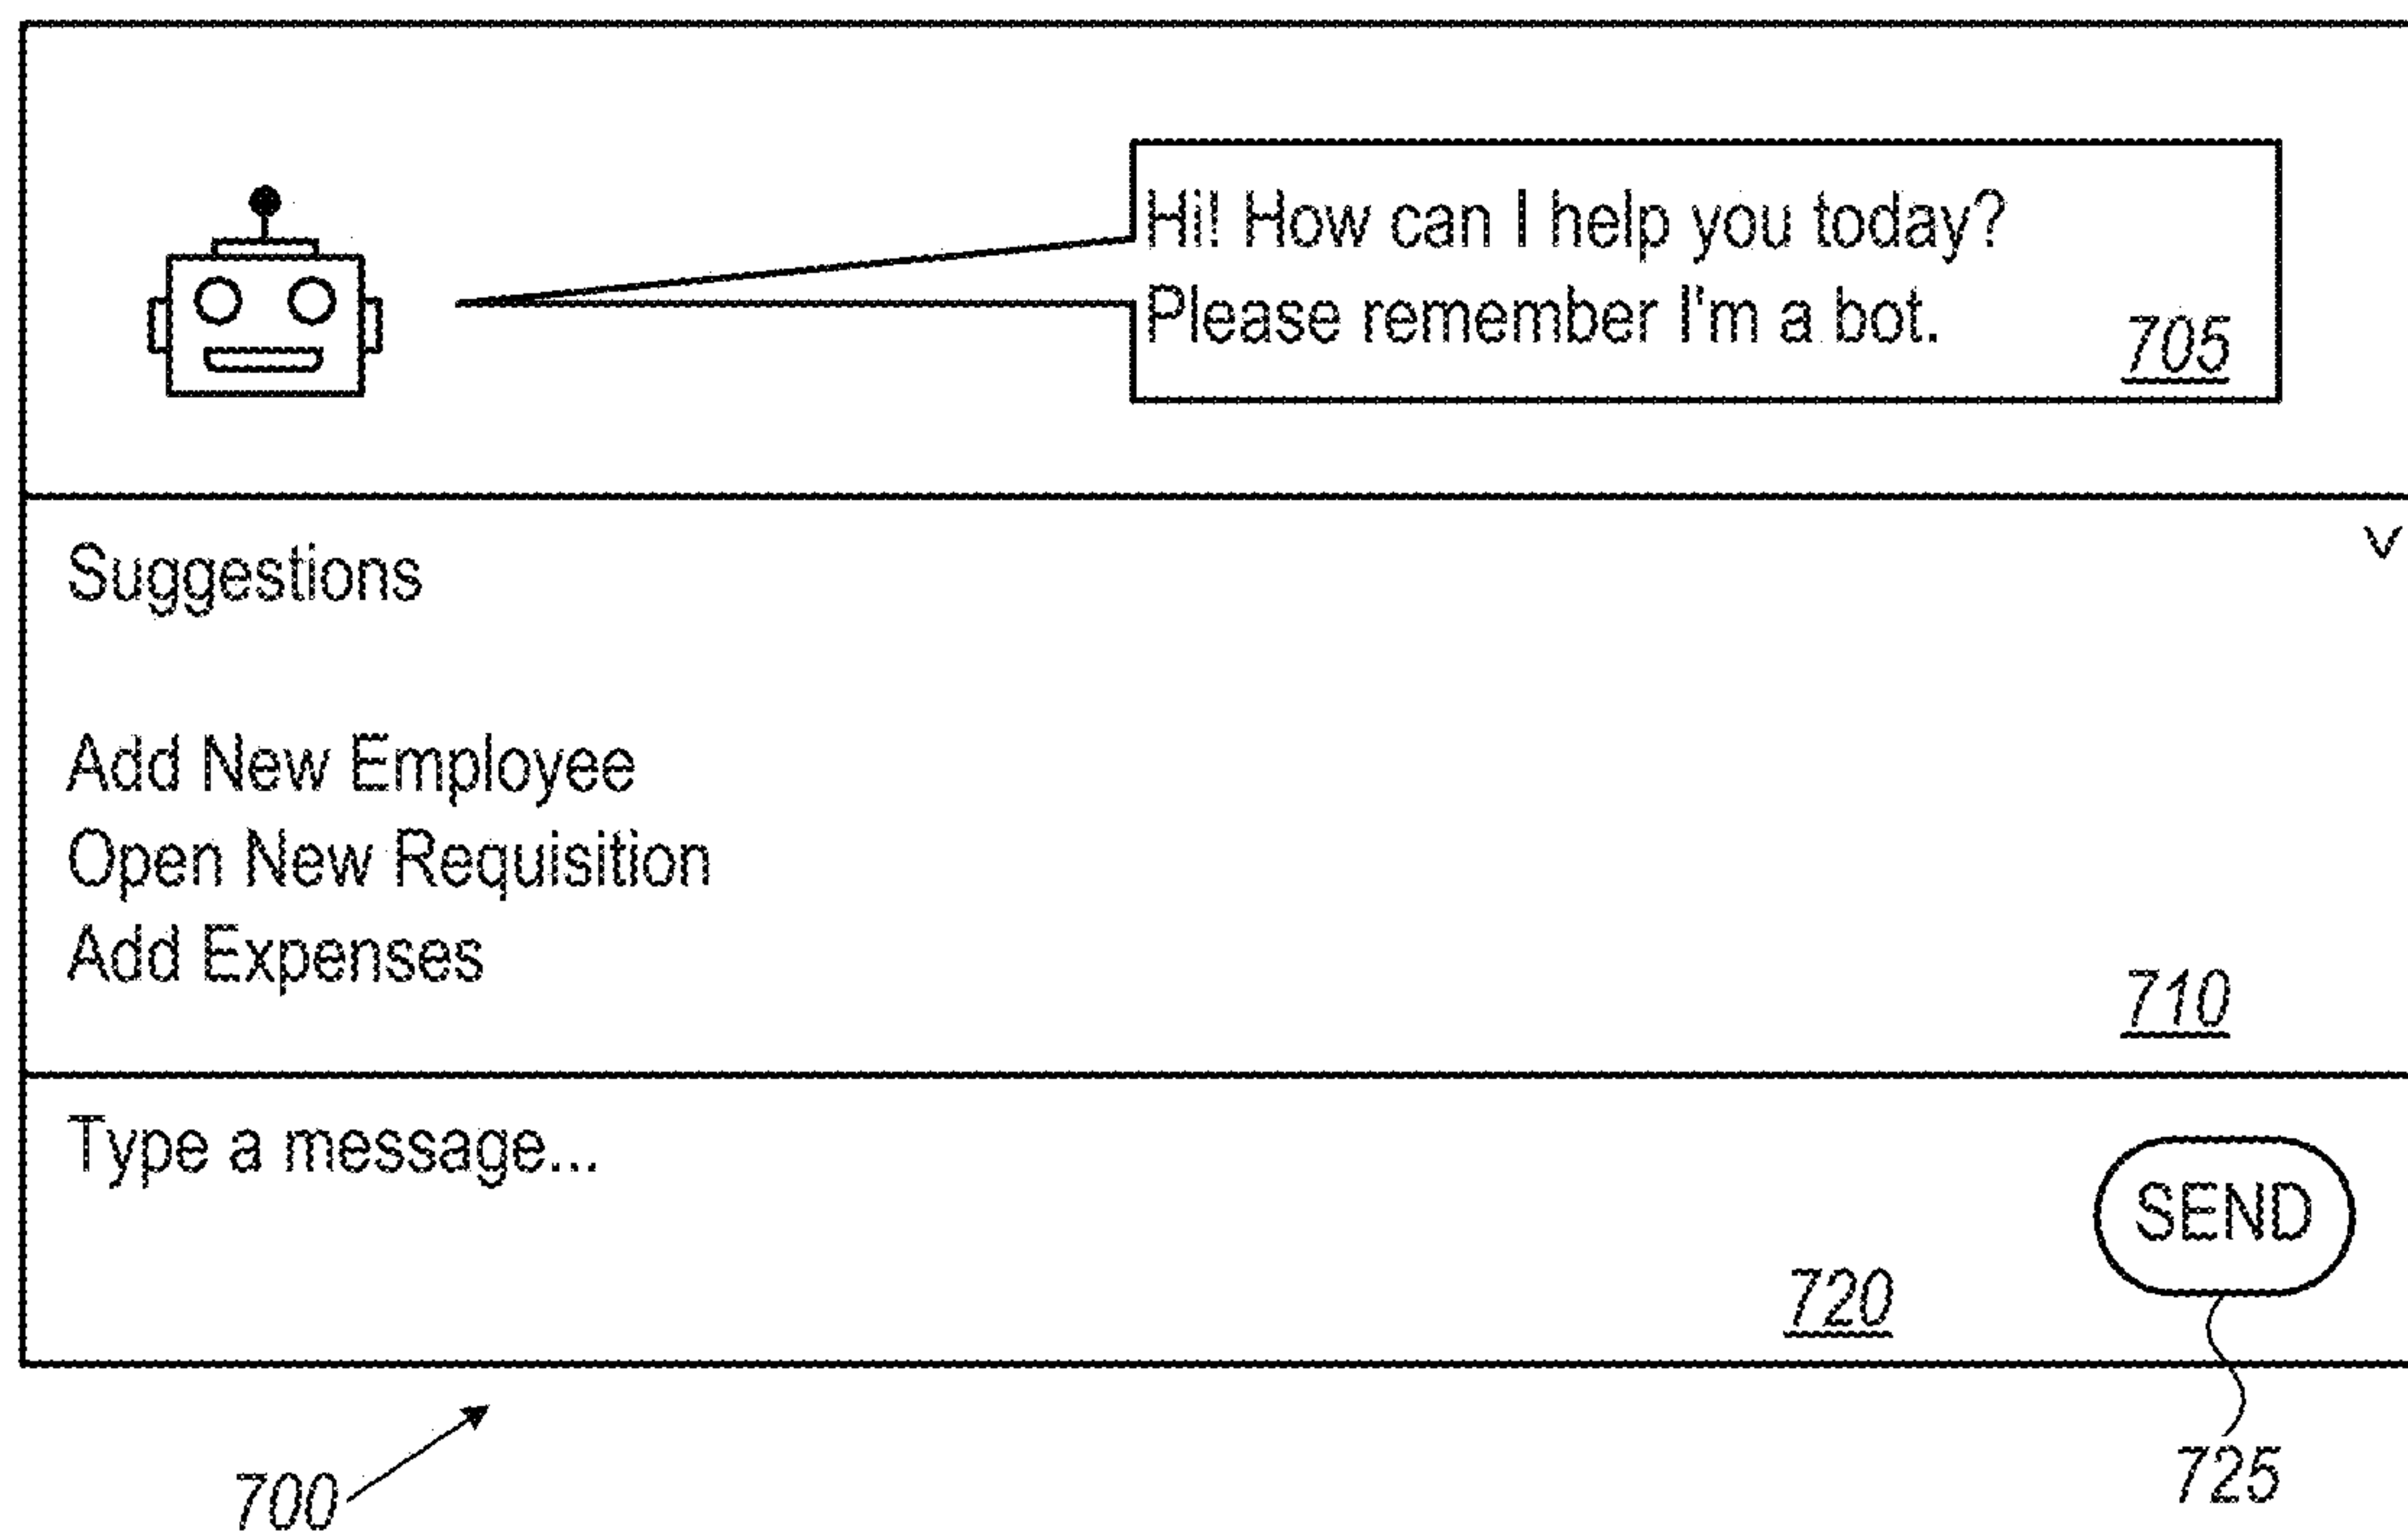 Hi! How can I help you today?
Please remember I'm a bot.
705
Suggestions
Add New Employee
Open New Requisition
Add Expenses
710
Type a message...
SEND
720
700
725